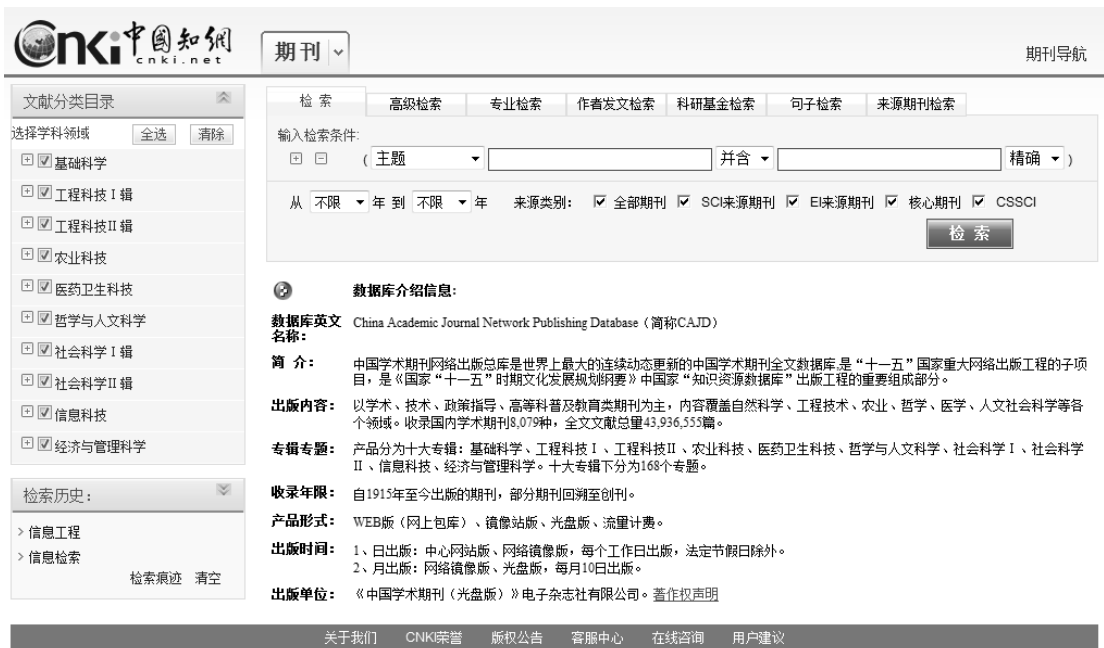 cnki 中國知網
cnki.net
期刊
期刊导航
文献分类目录
选择学科领域 全选 清除
基础科学
工程科技Ⅰ辑
工程科技II辑
农业科技
医药卫生科技
哲学与人文科学
社会科学Ⅰ辑
社会科学II辑
信息科技
经济与管理科学
检索历史:
> 信息工程
> 信息检索
检索痕迹 清空
检索 高级检索 专业检索 作者发文检索 科研基金检索 句子检索 来源期刊检索
输入检索条件:
( 主题 并含 精确 )
从 不限 年 到 不限 年 来源类别: 全部期刊 SCI来源期刊 EI来源期刊 核心期刊 CSSCI
检索
数据库介绍信息:
数据库英文名称: China Academic Journal Network Publishing Database(简称CAJD)
简 介: 中国学术期刊网络出版总库是世界上最大的连续动态更新的中国学术期刊全文数据库,是“十一五”国家重大网络出版工程的子项
目,是《国家“十一五”时期文化发展规划纲要》中国家“知识资源数据库”出版工程的重要组成部分。
出版内容: 以学术、技术、政策指导、高等科普及教育类期刊为主,内容覆盖自然科学、工程技术、农业、哲学、医学、人文社会科学等各
个领域。收录国内学术期刊8,079种,全文文献总量43,936,555篇。
专辑专题: 产品分为十大专辑:基础科学、工程科技Ⅰ、工程科技II、农业科技、医药卫生科技、哲学与人文科学、社会科学Ⅰ、社会科学
II、信息科技、经济与管理科学。十大专辑下分为168个专题。
收录年限: 自1915年至今出版的期刊,部分期刊回溯至创刊。
产品形式: WEB版(网上包库)、镜像站版、光盘版、流量计费。
出版时间: 1、日出版:中心网站版、网络镜像版,每个工作日出版,法定节假日除外。
2、月出版:网络镜像版、光盘版,每月10日出版。
出版单位: 《中国学术期刊(光盘版)》电子杂志社有限公司。著作权声明
关于我们 CNKI荣誉 版权公告 客服中心 在线咨询 用户建议